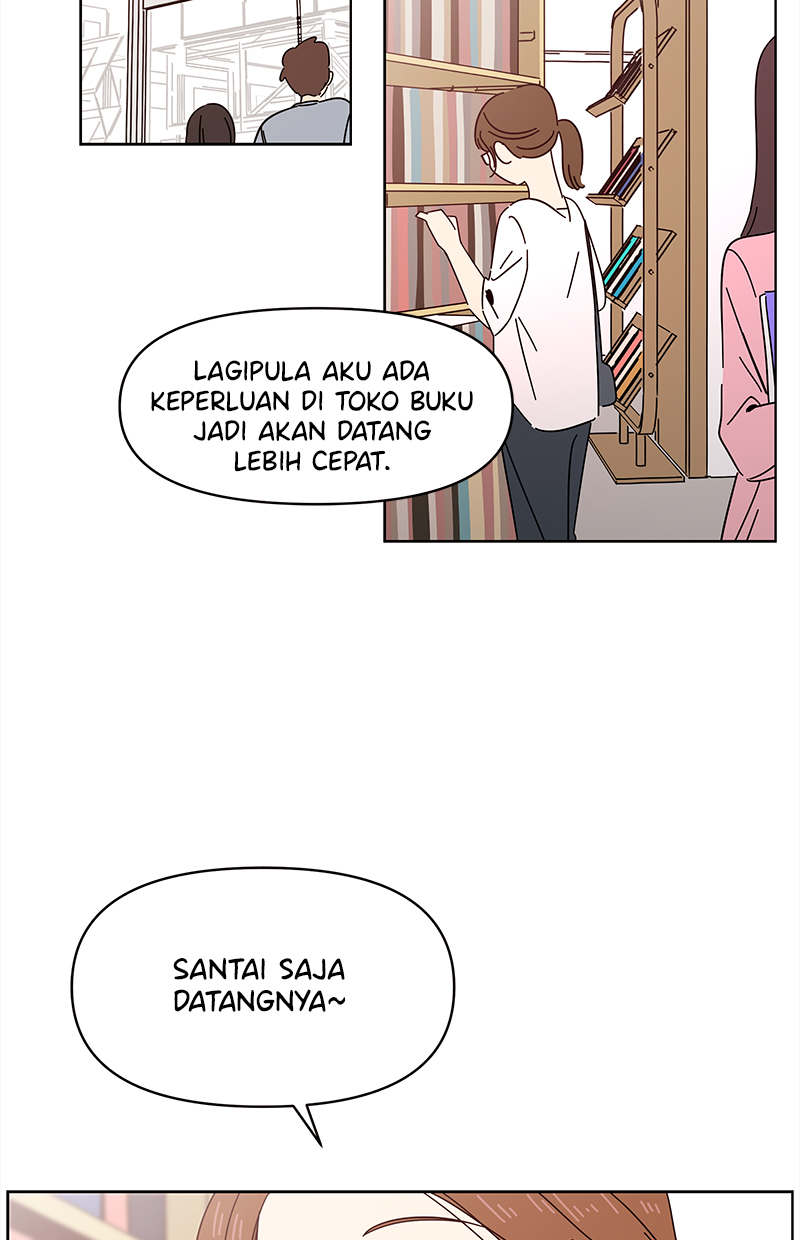 LAGIPULA AKU ADA
KEPERLUAN DI TOKO BUKU
JADI AKAN DATANG
LEBIH CEPAT.
SANTAI SAJA
DATANGNYA~